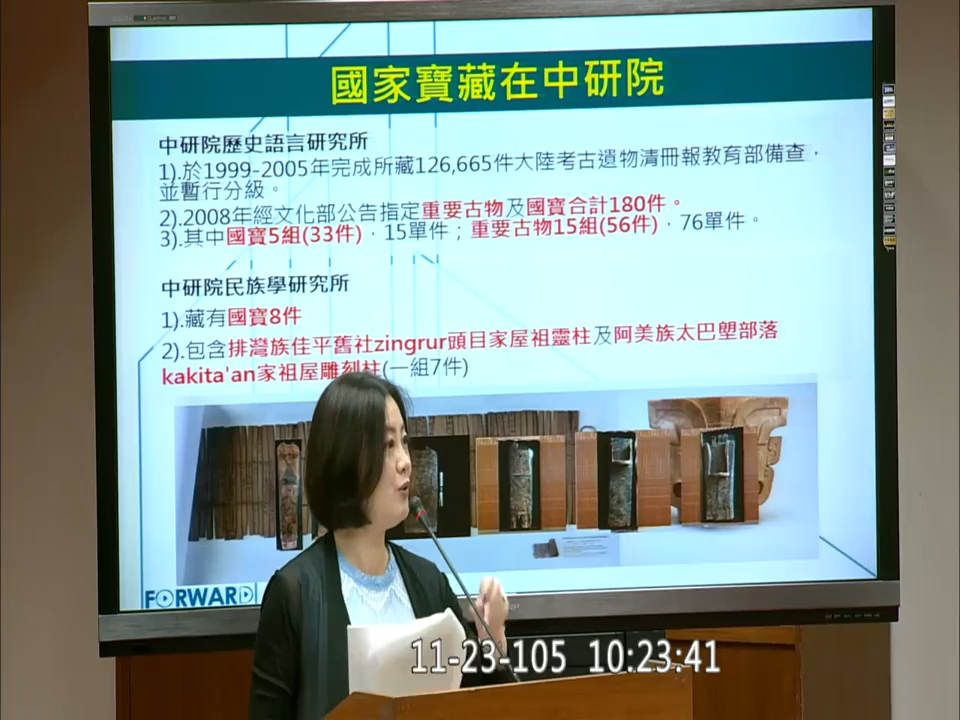 國家寶藏在中研院
中研院歷史語言研究所
1).於1999-2005年完成所藏126,665件大陸考古遺物清冊報教育部備查，
並暫行分級。
2).2008年經文化部公告指定重要古物及國寶合計180件。
3).其中國寶5組(33件)，15單件；重要古物15組(56件)，76單件。
中研院民族學研究所
1).藏有國寶8件
2).包含排灣族佳平舊社zingrur頭目家屋祖靈柱及阿美族太巴塱部落
kakita'an家祖屋雕刻柱(一組7件)
FORWARD
11-23-105 10:23:41